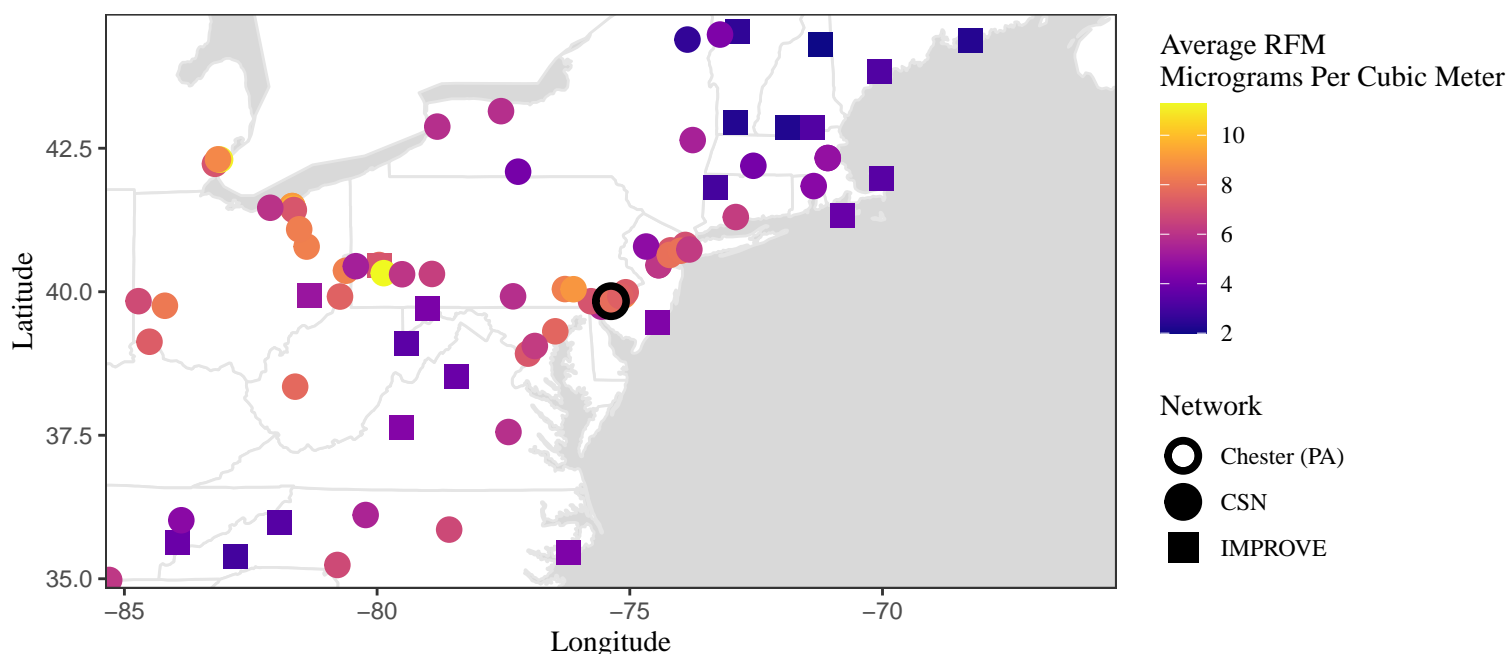 Average RFM
Micrograms Per Cubic Meter
10
8
6
4
2
Network
Chester (PA)
CSN
IMPROVE
Latitude
42.5
40.0
37.5
35.0
−85
−80
−75
−70
Longitude